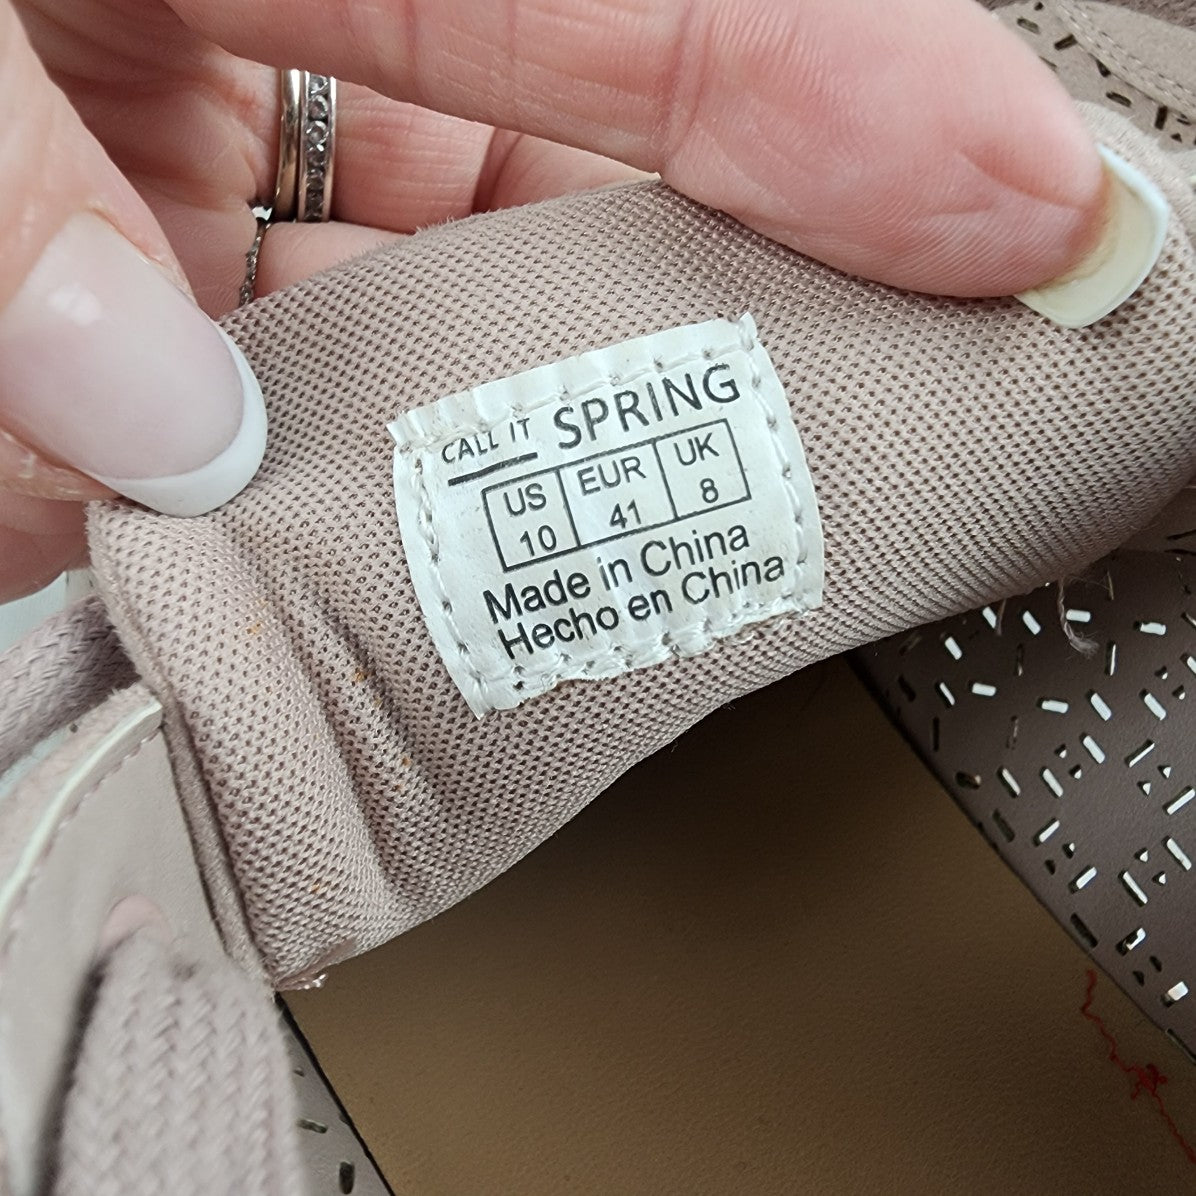 CALL IT SPRING
US EUR UK
10 41 8
Made in China
Hecho en China